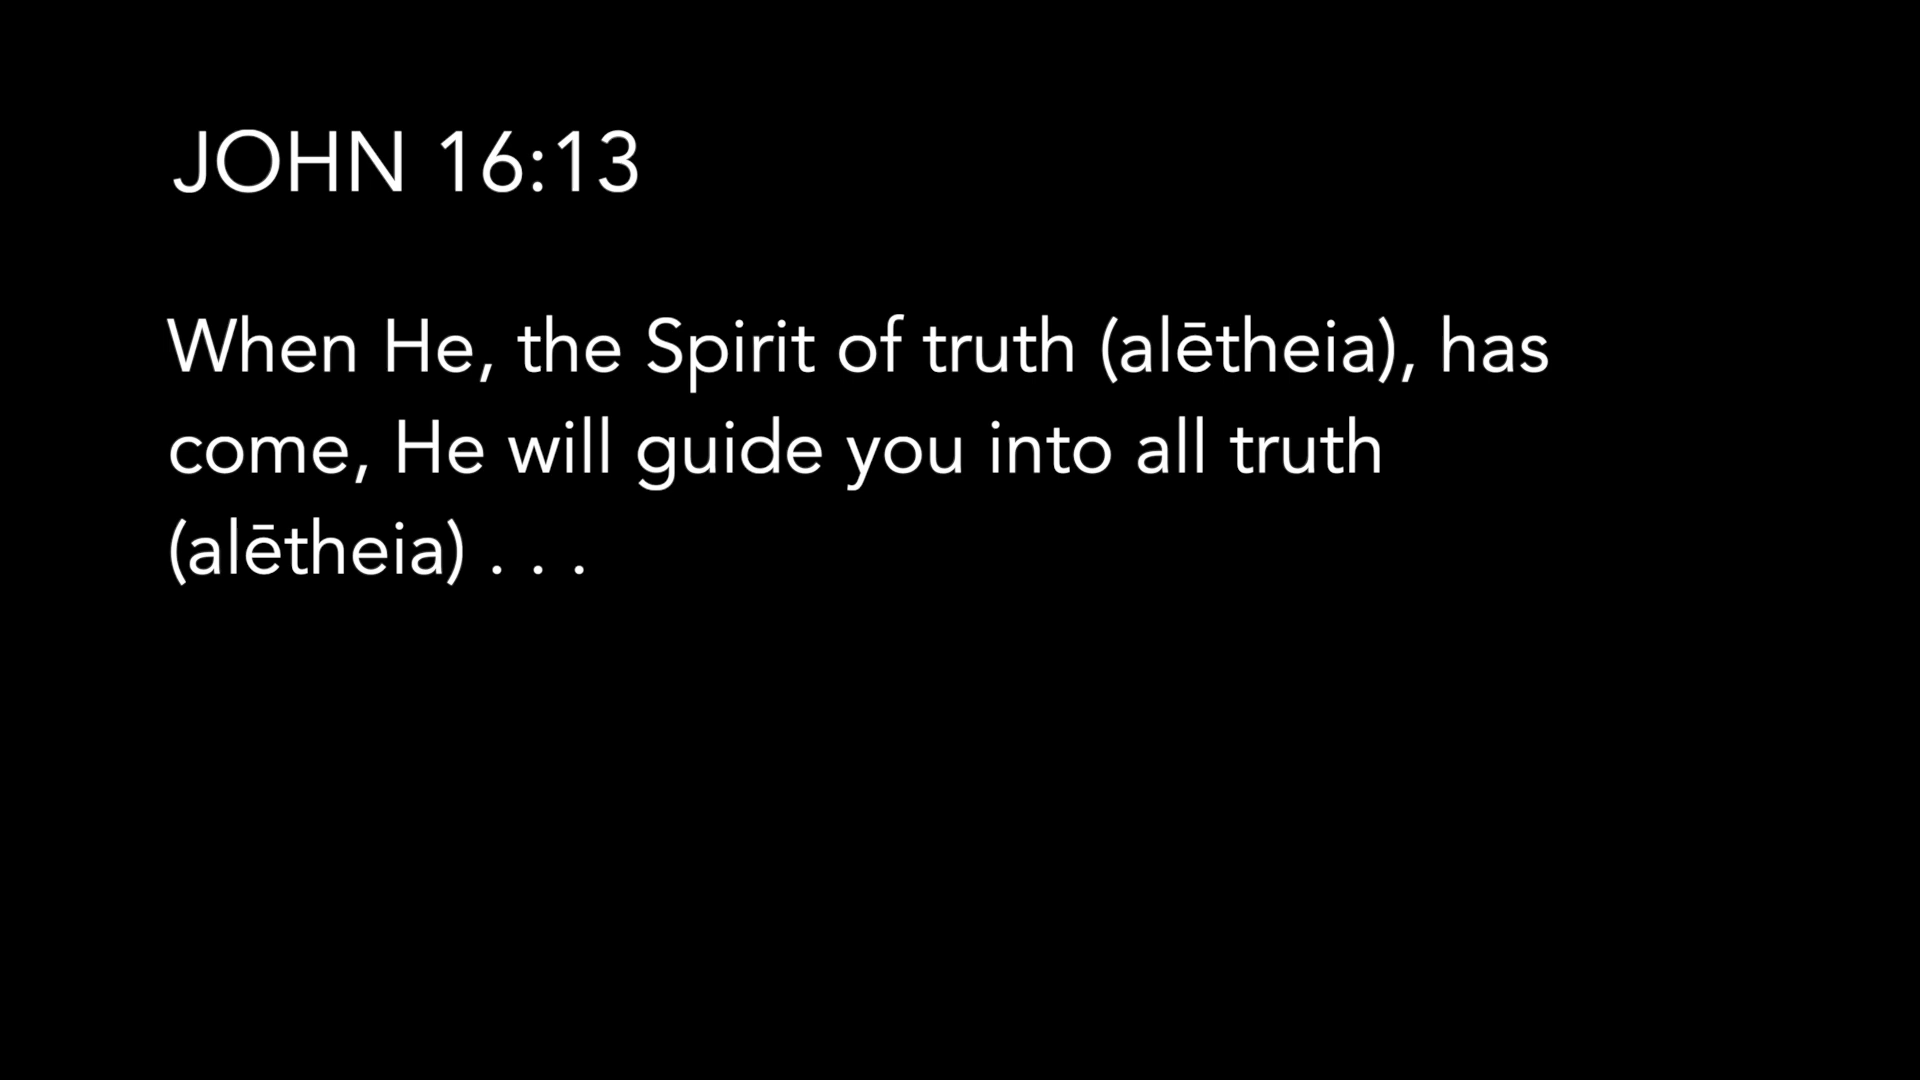 JOHN 16:13
When He, the Spirit of truth (alētheia), has
come, He will guide you into all truth
(alētheia) . . .